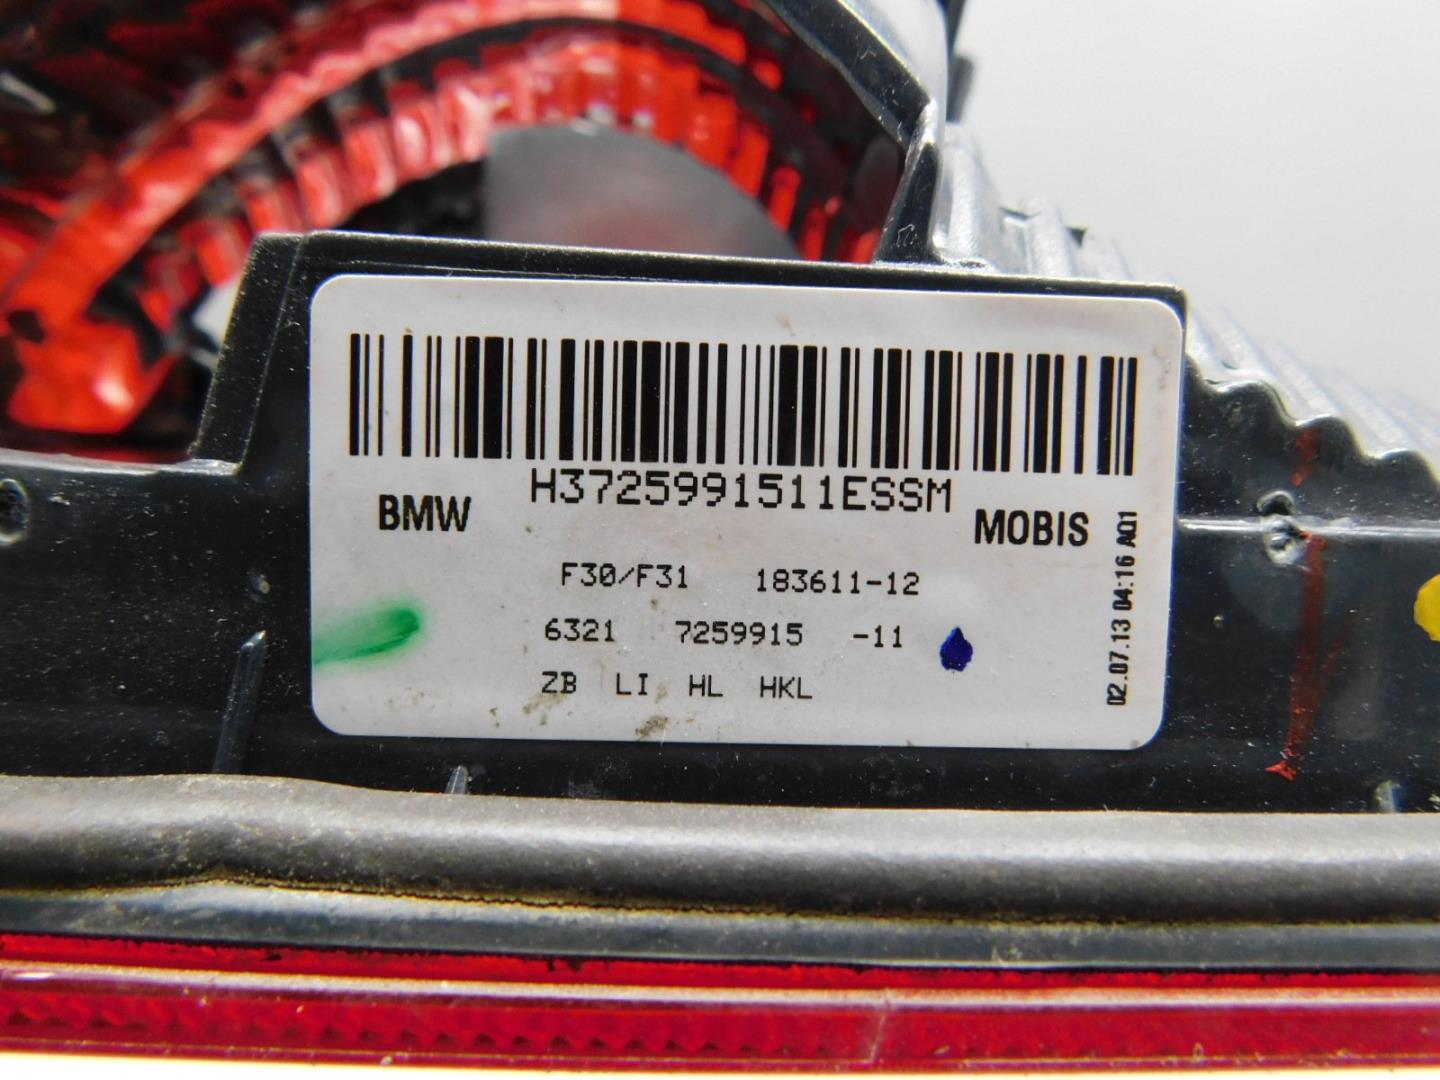 H3725991511ESSM
BMW
MOBIS
F30/F31 183611-12
6321 7259915 -11
ZB LI HL HKL
02.07.13 04:16 A01